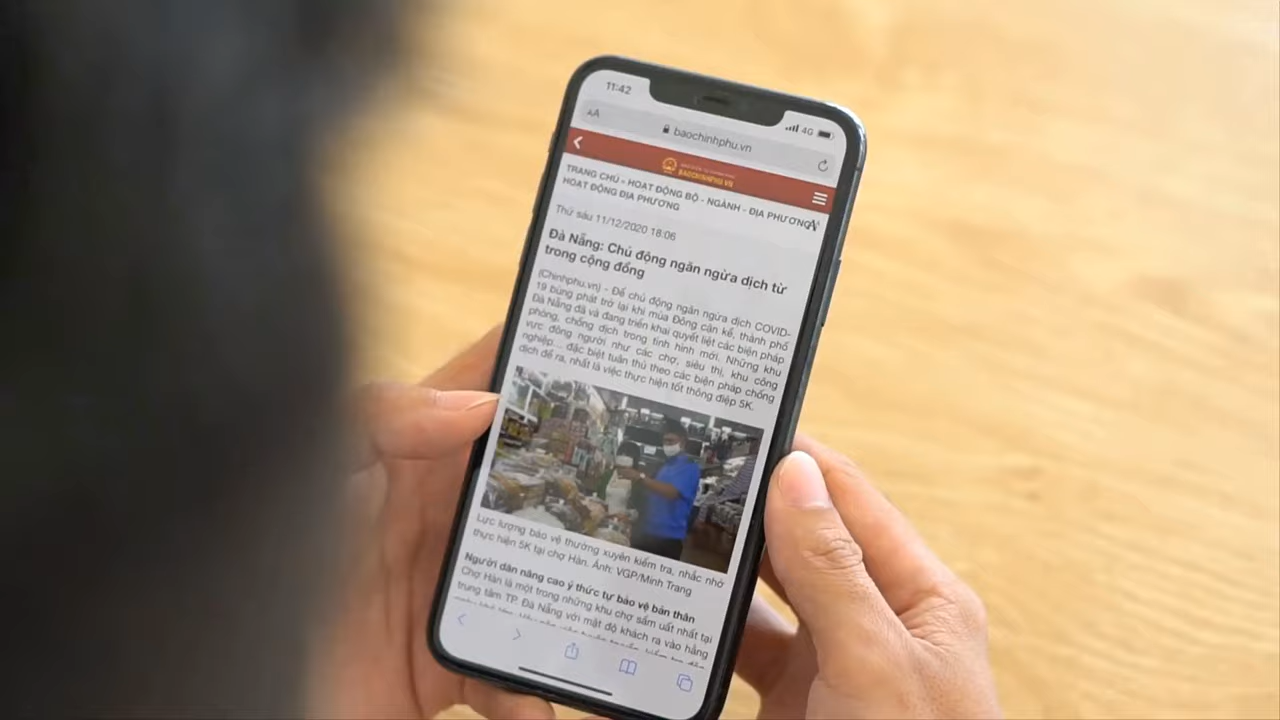 11:42
4G
AA
baochinhphu.vn
BAOCHINHPHU.VN
TRANG CHỦ » HOẠT ĐỘNG BỘ - NGÀNH - ĐỊA PHƯƠNG
HOẠT ĐỘNG ĐỊA PHƯƠNG
Thứ sáu 11/12/2020 18:06
Đà Nẵng: Chủ động ngăn ngừa dịch từ
trong cộng đồng
(Chinhphu.vn) - Để chủ động ngăn ngừa dịch COVID-
19 bùng phát trở lại khi mùa Đông cận kề, thành phố
Đà Nẵng đã và đang triển khai quyết liệt các biện pháp
phòng, chống dịch trong tình hình mới. Những khu
vực đông người như các chợ, siêu thị, khu công
nghiệp... đặc biệt tuân thủ theo các biện pháp chống
dịch đề ra, nhất là việc thực hiện tốt thông điệp 5K.
Lực lượng bảo vệ thường xuyên kiểm tra, nhắc nhở
thực hiện 5K tại chợ Hàn. Ảnh: VGP/Minh Trang
Người dân nâng cao ý thức tự bảo vệ bản thân
Chợ Hàn là một trong những khu chợ sầm uất nhất tại
trung tâm TP. Đà Nẵng với mật độ khách ra vào hằng